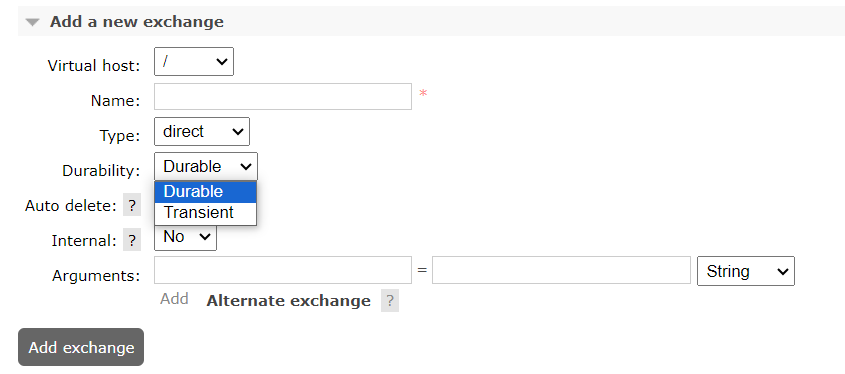 Add a new exchange
Virtual host: /
Name: *
Type: direct
Durability: Durable
Durable
Auto delete: ?
Transient
Internal: ? No
Arguments: = String
Add Alternate exchange ?
Add exchange